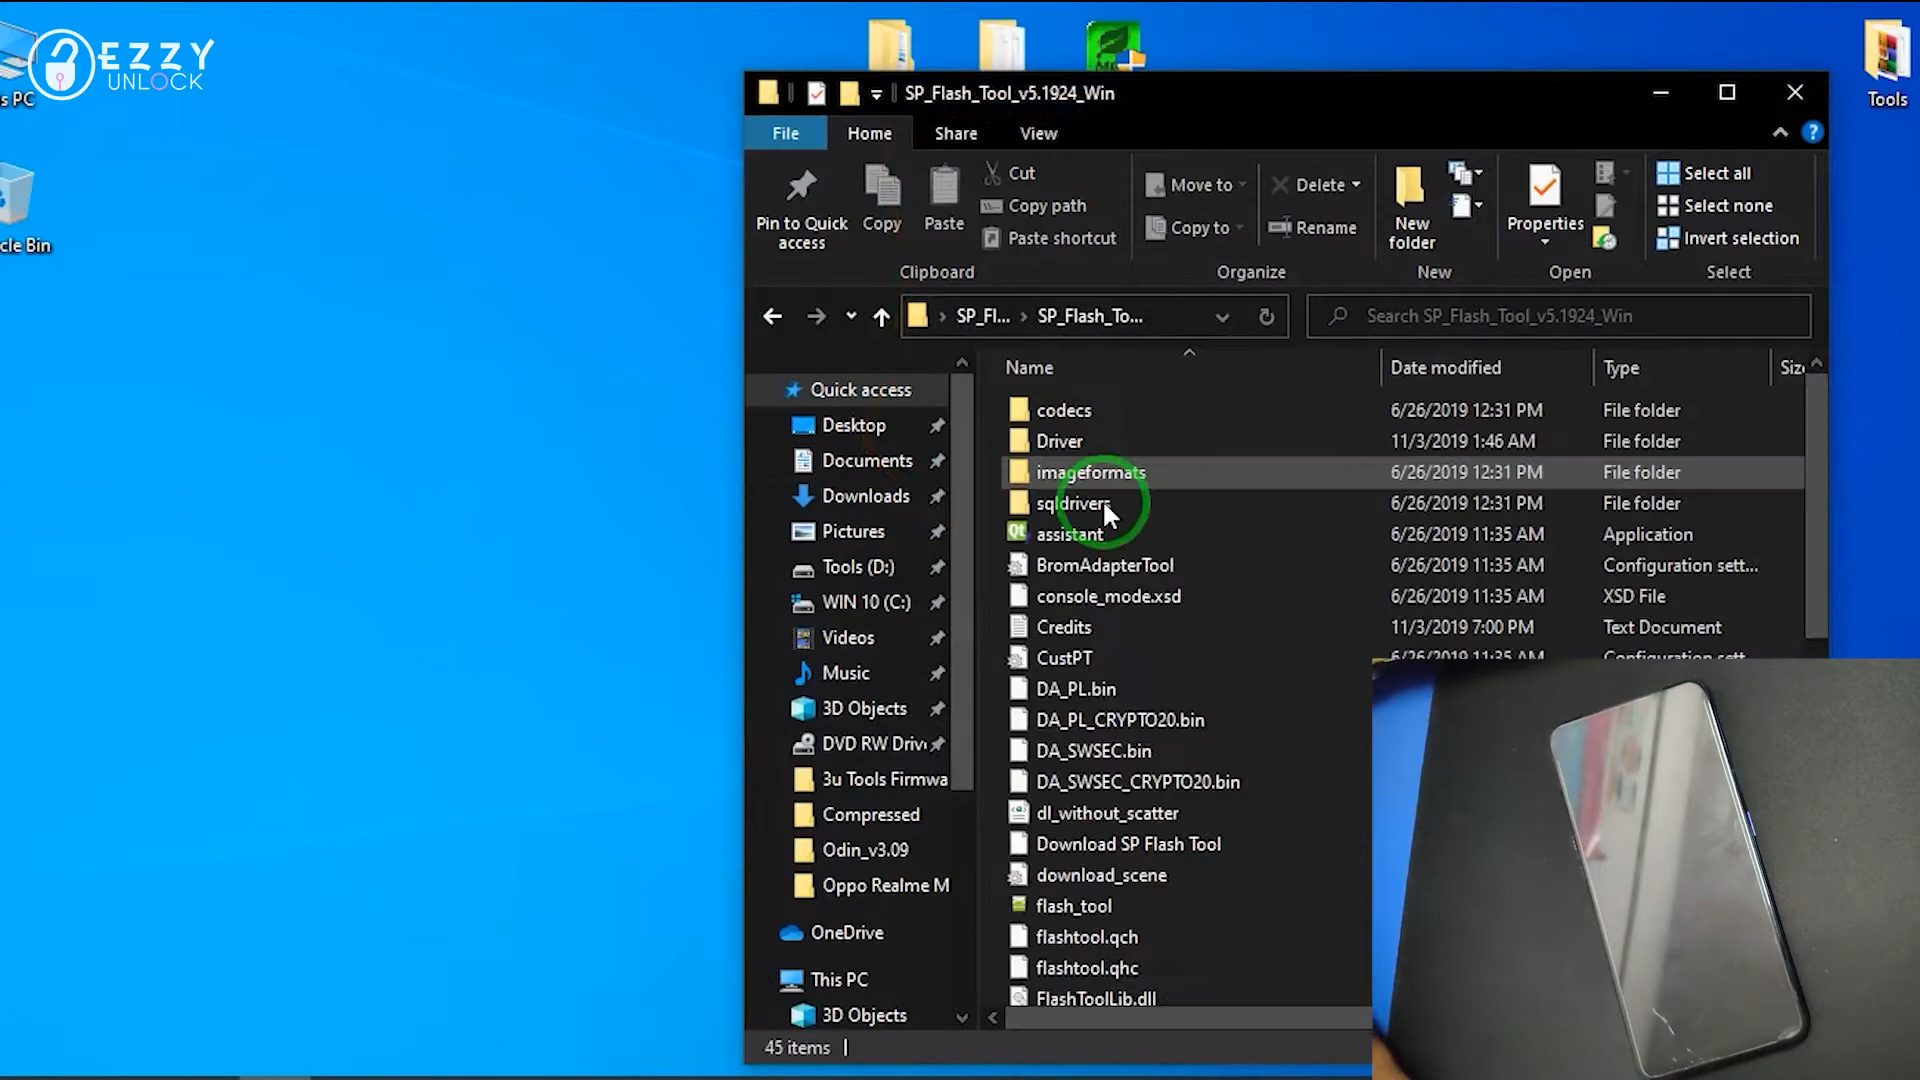 EZZY
UNLOCK
s PC
cle Bin
Tools
SP_Flash_Tool_v5.1924_Win
File
Home
Share
View
Pin to Quick access
Copy
Paste
Cut
Copy path
Paste shortcut
Move to
Copy to
Delete
Rename
New folder
Properties
Select all
Select none
Invert selection
Clipboard
Organize
New
Open
Select
SP_Fl... › SP_Flash_To...
Search SP_Flash_Tool_v5.1924_Win
Name
Date modified
Type
Siz
Quick access
Desktop
Documents
Downloads
Pictures
Tools (D:)
WIN 10 (C:)
Videos
Music
3D Objects
DVD RW Driv
3u Tools Firmwa
Compressed
Odin_v3.09
Oppo Realme M
OneDrive
This PC
3D Objects
codecs 6/26/2019 12:31 PM File folder
Driver 11/3/2019 1:46 AM File folder
imageformats 6/26/2019 12:31 PM File folder
sqldrivers 6/26/2019 12:31 PM File folder
assistant 6/26/2019 11:35 AM Application
BromAdapterTool 6/26/2019 11:35 AM Configuration sett...
console_mode.xsd 6/26/2019 11:35 AM XSD File
Credits 11/3/2019 7:00 PM Text Document
CustPT 6/26/2019 11:35 AM Configuration sett
DA_PL.bin
DA_PL_CRYPTO20.bin
DA_SWSEC.bin
DA_SWSEC_CRYPTO20.bin
dl_without_scatter
Download SP Flash Tool
download_scene
flash_tool
flashtool.qch
flashtool.qhc
FlashToolLib.dll
45 items